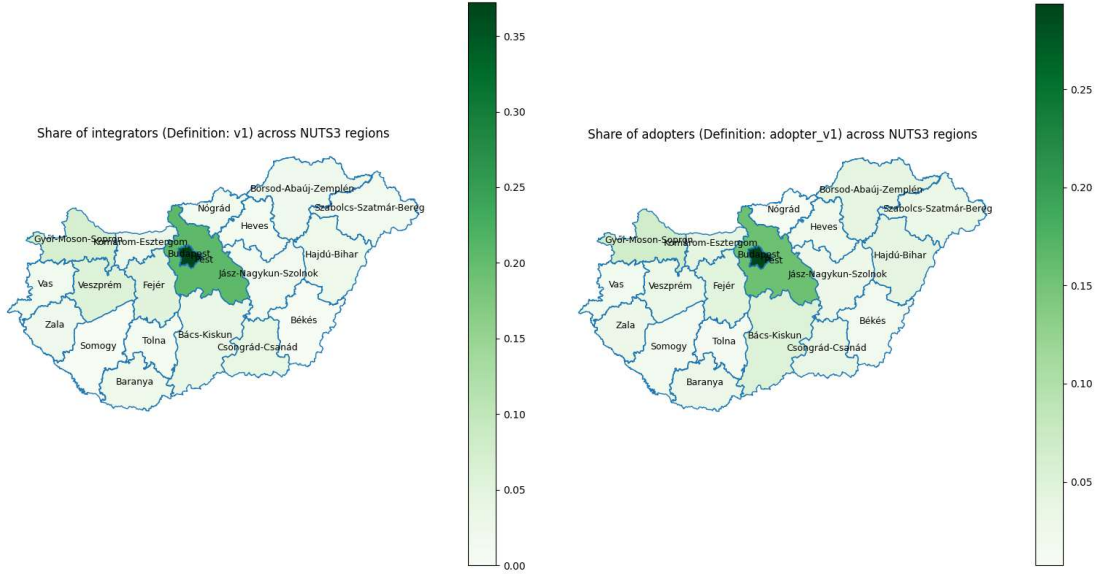 Share of integrators (Definition: v1) across NUTS3 regions
Borsod-Abaúj-Zemplén
Szabolcs-Szatmár-Bereg
Nógrád
Heves
Győr-Moson-Sopron
Komárom-Esztergom
Hajdú-Bihar
Budapest
Pest
Jász-Nagykun-Szolnok
Vas
Veszprém
Fejér
Zala
Békés
Bács-Kiskun
Somogy
Tolna
Csongrád-Csanád
Baranya
0.35
0.30
0.25
0.20
0.15
0.10
0.05
0.00
Share of adopters (Definition: adopter_v1) across NUTS3 regions
Borsod-Abaúj-Zemplén
Szabolcs-Szatmár-Bereg
Nógrád
Heves
Győr-Moson-Sopron
Komárom-Esztergom
Hajdú-Bihar
Budapest
Pest
Jász-Nagykun-Szolnok
Vas
Veszprém
Fejér
Zala
Békés
Bács-Kiskun
Somogy
Tolna
Csongrád-Csanád
Baranya
0.25
0.20
0.15
0.10
0.05